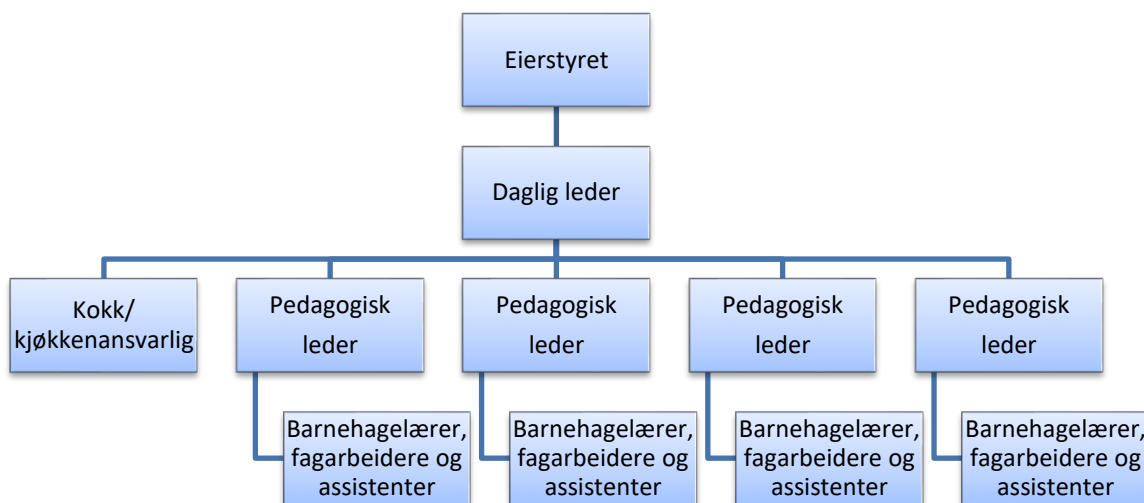 Eierstyret
Daglig leder
Kokk/
kjøkkenansvarlig
Pedagogisk
leder
Pedagogisk
leder
Pedagogisk
leder
Pedagogisk
leder
Barnehagelærer,
fagarbeidere og
assistenter
Barnehagelærer,
fagarbeidere og
assistenter
Barnehagelærer,
fagarbeidere og
assistenter
Barnehagelærer,
fagarbeidere og
assistenter